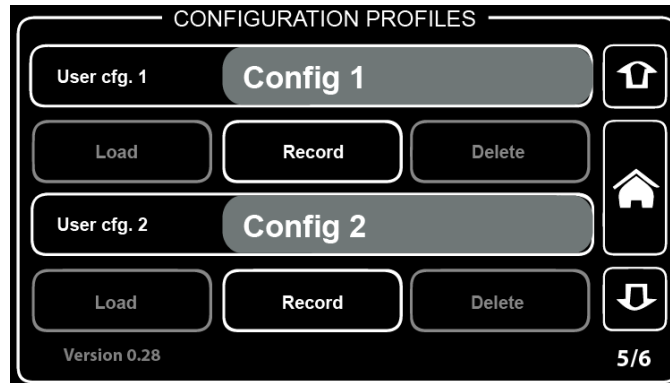 CONFIGURATION PROFILES
User cfg. 1 Config 1
Load Record Delete
User cfg. 2 Config 2
Load Record Delete
Version 0.28 5/6